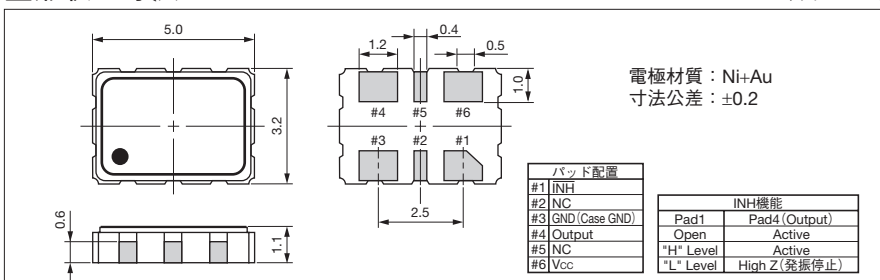 5.0
3.2
0.6
1.1
1.2
0.4
0.5
1.0
#4
#5
#6
#3
#2
#1
2.5
電極材質：Ni+Au
寸法公差：±0.2
パッド配置
#1 INH
#2 NC
#3 GND(Case GND)
#4 Output
#5 NC
#6 Vcc
INH機能
Pad1 Pad4(Output)
Open Active
"H" Level Active
"L" Level High Z(発振停止)